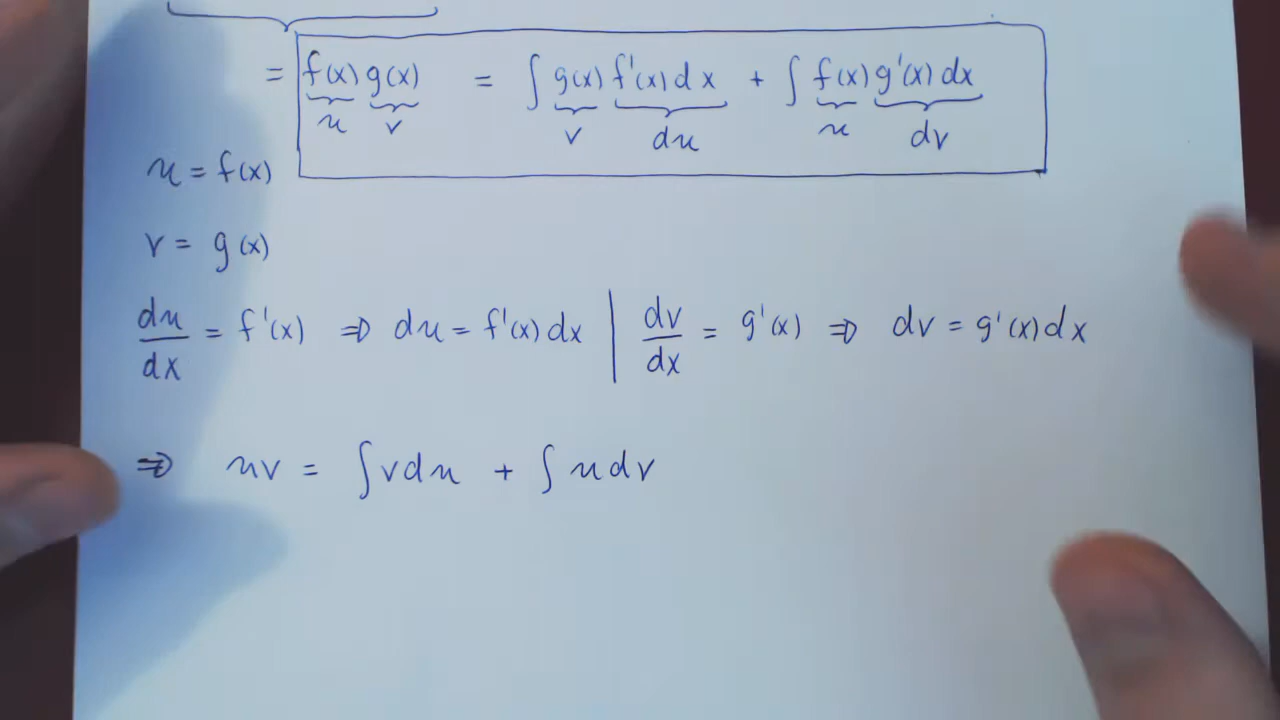 = f(x) g(x) = ∫ g(x) f'(x) dx + ∫ f(x) g'(x) dx
u v v du u dv
u = f(x)
v = g(x)
du/dx = f'(x) ⇒ du = f'(x) dx | dv/dx = g'(x) ⇒ dv = g'(x) dx
⇒ uv = ∫ v du + ∫ u dv